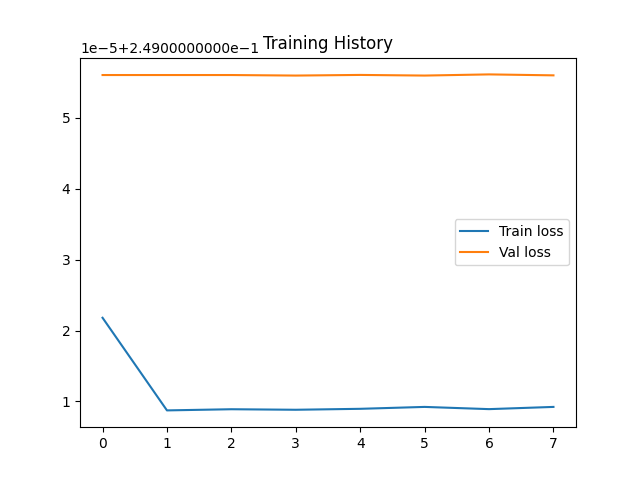 Training History
1e−5+2.4900000000e−1
5
4
3
2
1
Train loss
Val loss
0 1 2 3 4 5 6 7